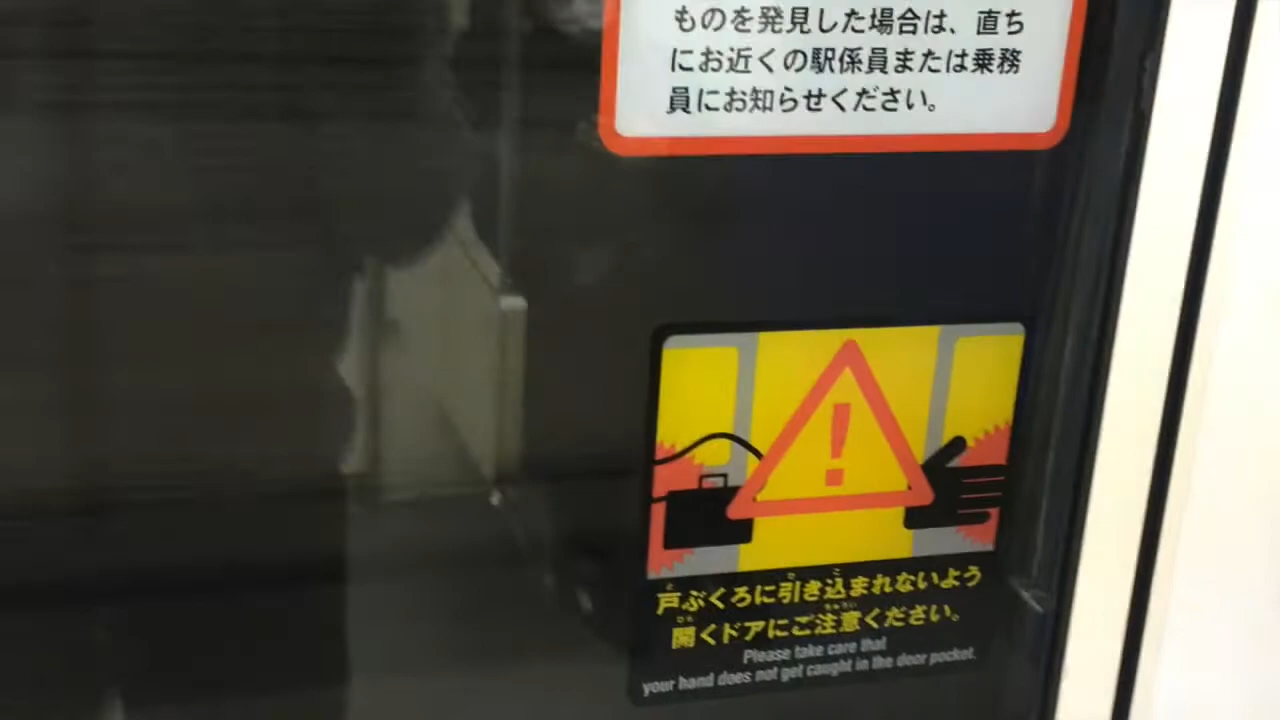 ものを発見した場合は、直ち
にお近くの駅係員または乗務
員にお知らせください。
戸ぶくろに引き込まれないよう
開くドアにご注意ください。
Please take care that
your hand does not get caught in the door pocket.